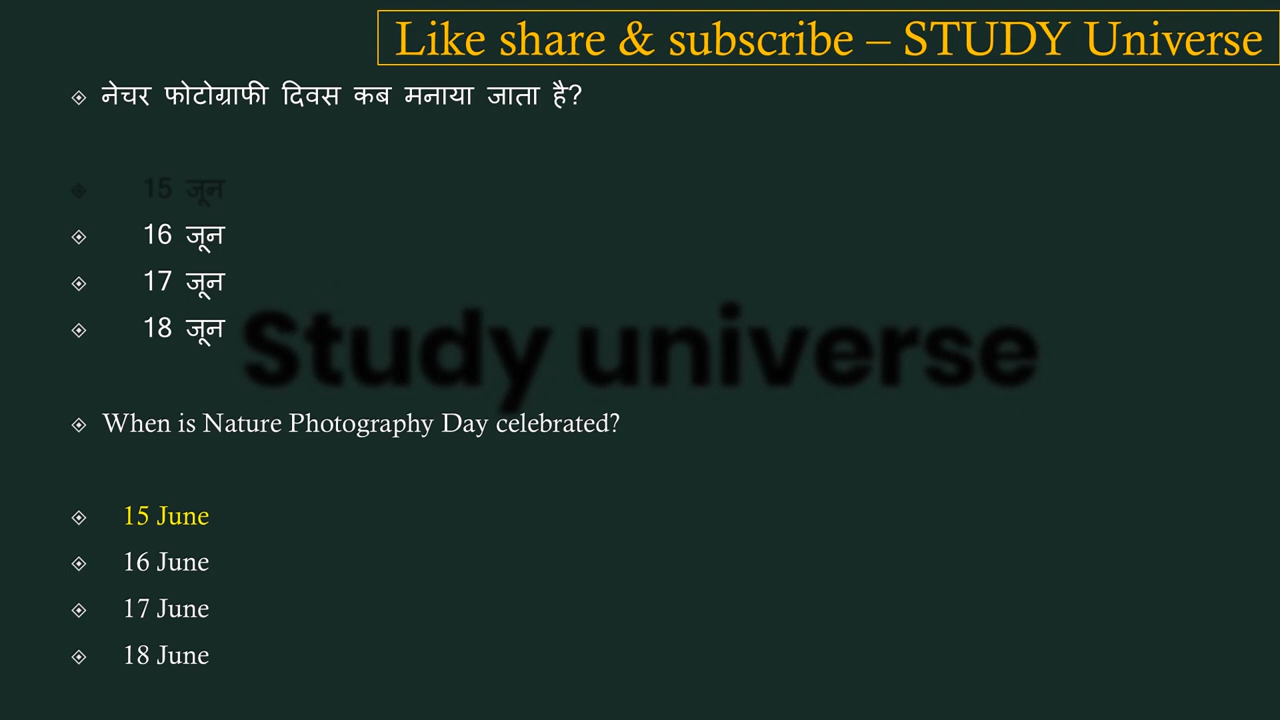 Like share & subscribe – STUDY Universe
नेचर फोटोग्राफी दिवस कब मनाया जाता है?
15 जून
16 जून
17 जून
18 जून
Study universe
When is Nature Photography Day celebrated?
15 June
16 June
17 June
18 June